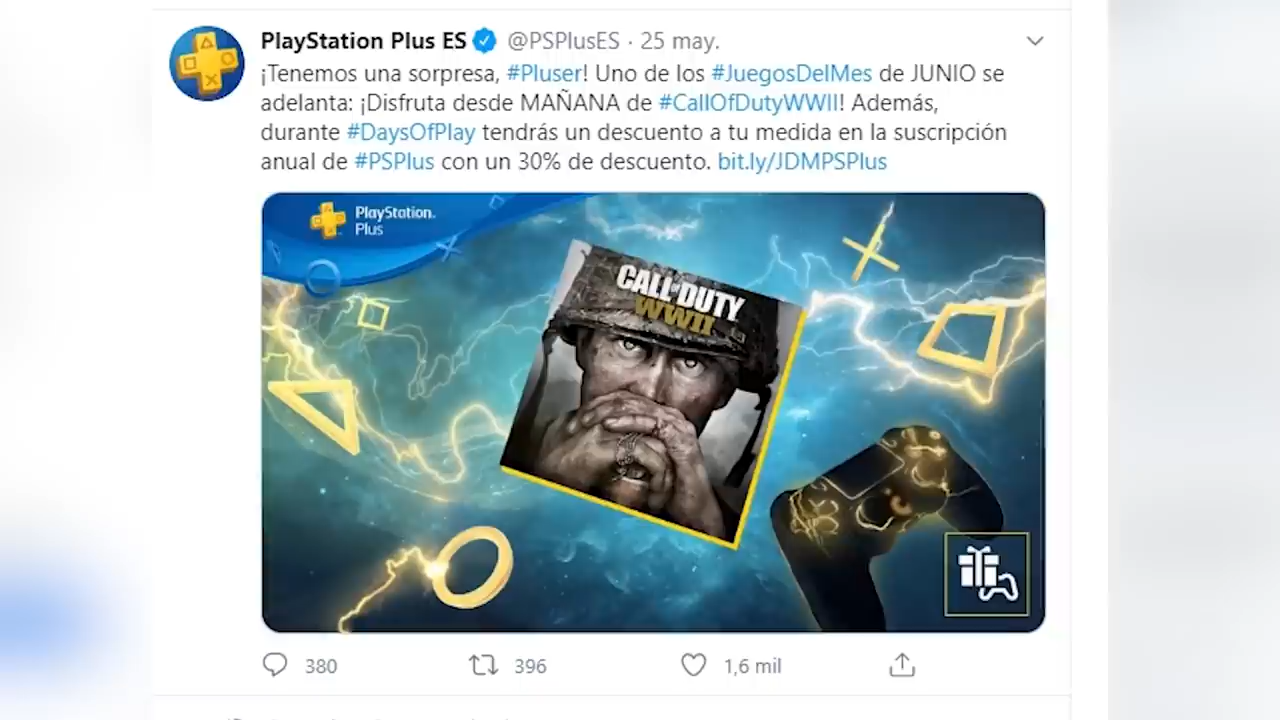 PlayStation Plus ES @PSPlusES · 25 may.
¡Tenemos una sorpresa, #Pluser! Uno de los #JuegosDelMes de JUNIO se
adelanta: ¡Disfruta desde MAÑANA de #CallOfDutyWWII! Además,
durante #DaysOfPlay tendrás un descuento a tu medida en la suscripción
anual de #PSPlus con un 30% de descuento. bit.ly/JDMPSPlus
PlayStation.
Plus
CALL OF DUTY
WWII
380 396 1,6 mil